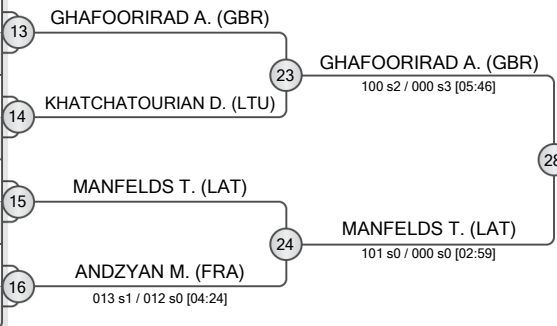 GHAFOORIRAD A. (GBR)
13
23
GHAFOORIRAD A. (GBR)
100 s2 / 000 s3 [05:46]
KHATCHATOURIAN D. (LTU)
14
28
MANFELDS T. (LAT)
15
24
MANFELDS T. (LAT)
101 s0 / 000 s0 [02:59]
ANDZYAN M. (FRA)
16
013 s1 / 012 s0 [04:24]